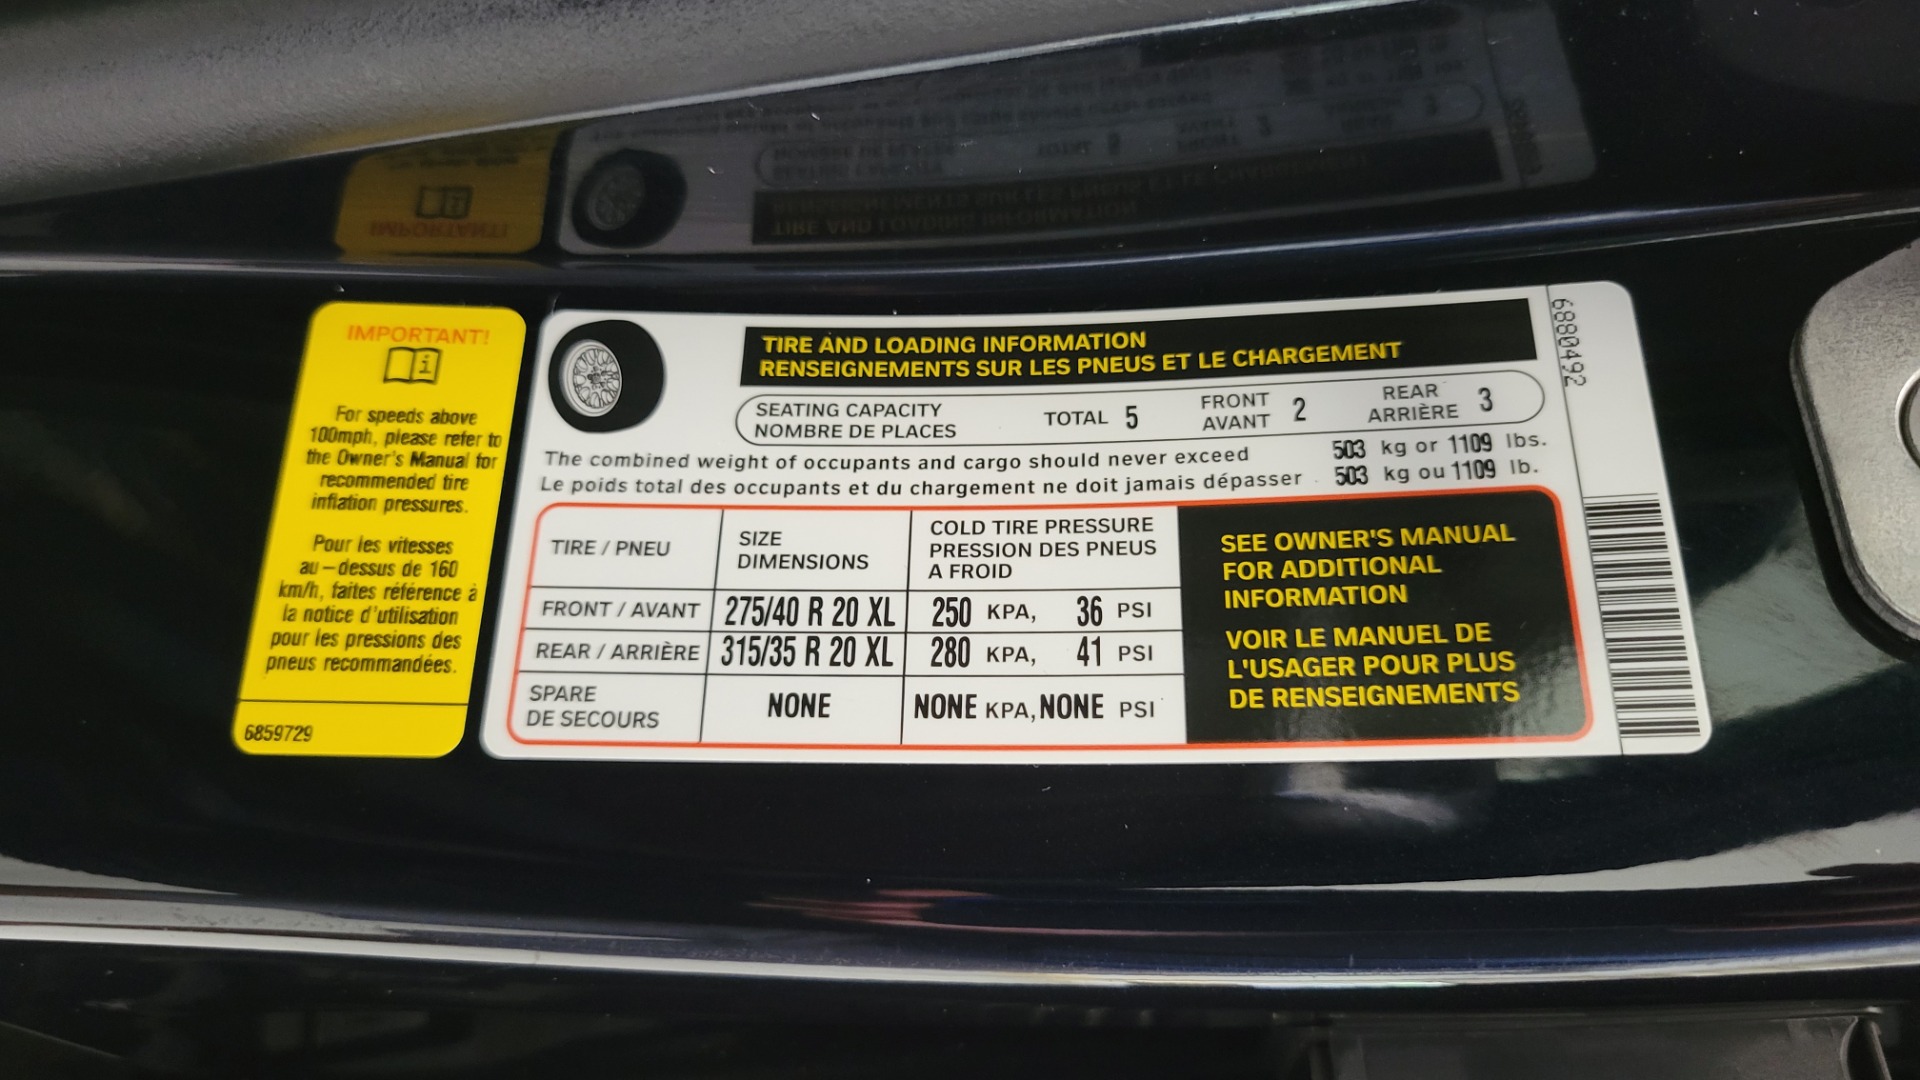 IMPORTANT!
For speeds above
100mph, please refer to
the Owner's Manual for
recommended tire
inflation pressures.
Pour les vitesses
au-dessus de 160
km/h, faites référence à
la notice d'utilisation
pour les pressions des
pneus recommandées.
6859729
TIRE AND LOADING INFORMATION
RENSEIGNEMENTS SUR LES PNEUS ET LE CHARGEMENT
SEATING CAPACITY
NOMBRE DE PLACES
TOTAL 5
FRONT
AVANT
2
REAR
ARRIÈRE
3
The combined weight of occupants and cargo should never exceed 503 kg or 1109 lbs.
Le poids total des occupants et du chargement ne doit jamais dépasser 503 kg ou 1109 lb.
TIRE / PNEU
SIZE
DIMENSIONS
COLD TIRE PRESSURE
PRESSION DES PNEUS
A FROID
FRONT / AVANT 275/40 R 20 XL 250 KPA, 36 PSI
REAR / ARRIÈRE 315/35 R 20 XL 280 KPA, 41 PSI
SPARE
DE SECOURS
NONE
NONE KPA, NONE PSI
SEE OWNER'S MANUAL
FOR ADDITIONAL
INFORMATION
VOIR LE MANUEL DE
L'USAGER POUR PLUS
DE RENSEIGNEMENTS
6880492